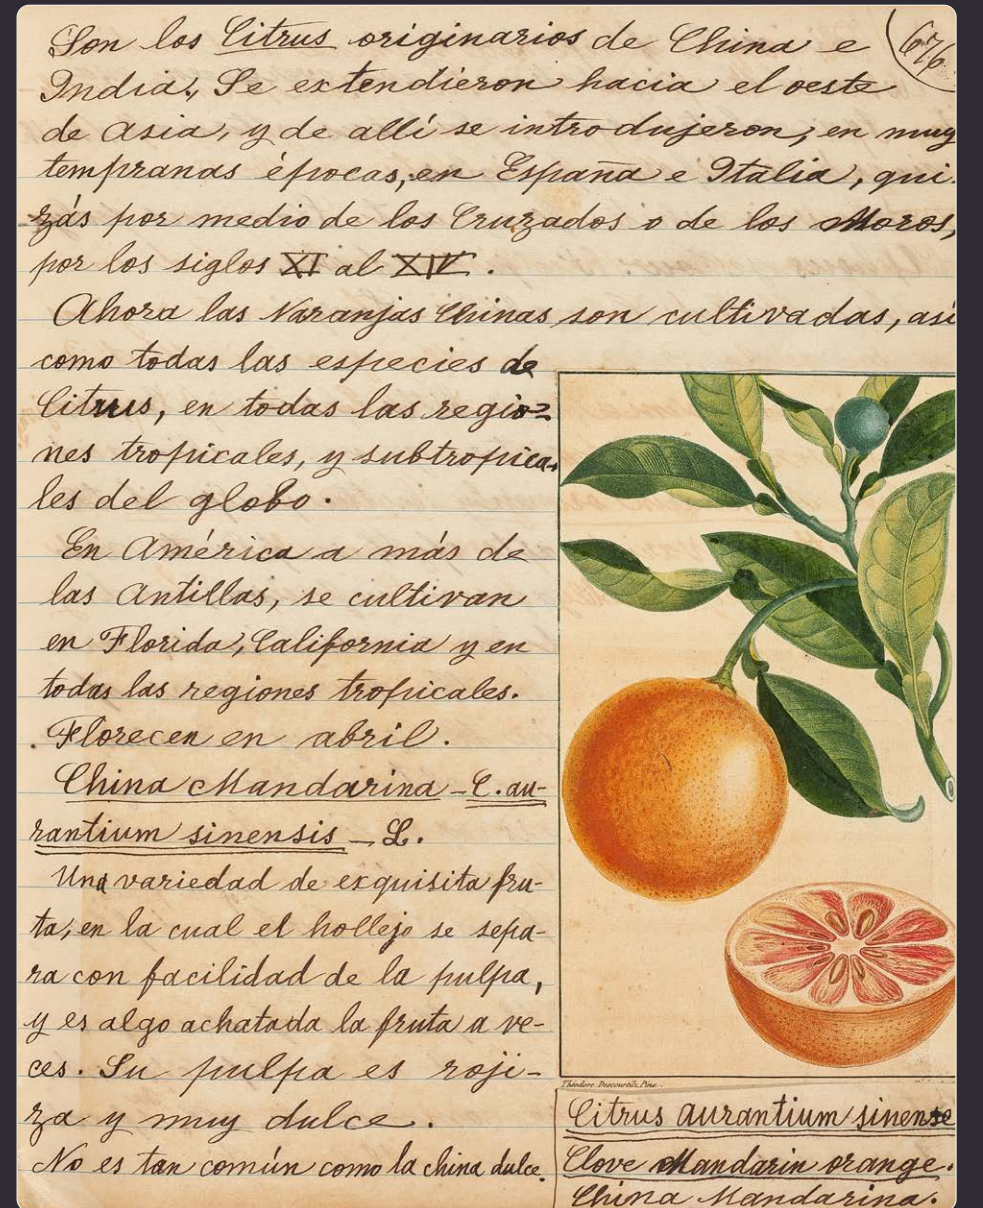 676
Son los Citrus originarios de China e
India. Se extendieron hacia el oeste
de Asia, y de allí se introdujeron, en muy
tempranas épocas, en España e Italia, qui-
zás por medio de los Cruzados o de los Moros,
por los siglos XI al XIV.
Ahora las Naranjas Chinas son cultivadas, así
como todas las especies de
Citrus, en todas las regio=
nes tropicales, y subtropica-
les del globo.
En América a más de
las Antillas, se cultivan
en Florida, California y en
todas las regiones tropicales.
Florecen en abril.
China Mandarina - C. au-
rantium sinensis - L.
Una variedad de exquisita fru-
ta, en la cual el hollejo se sepa-
ra con facilidad de la pulpa,
y es algo achatada la fruta a ve-
ces. Su pulpa es roji-
za y muy dulce.
No es tan común como la china dulce.
Théodore Descourtilz Pinx.
Citrus aurantium sinense
Clove Mandarin orange.
China Mandarina.